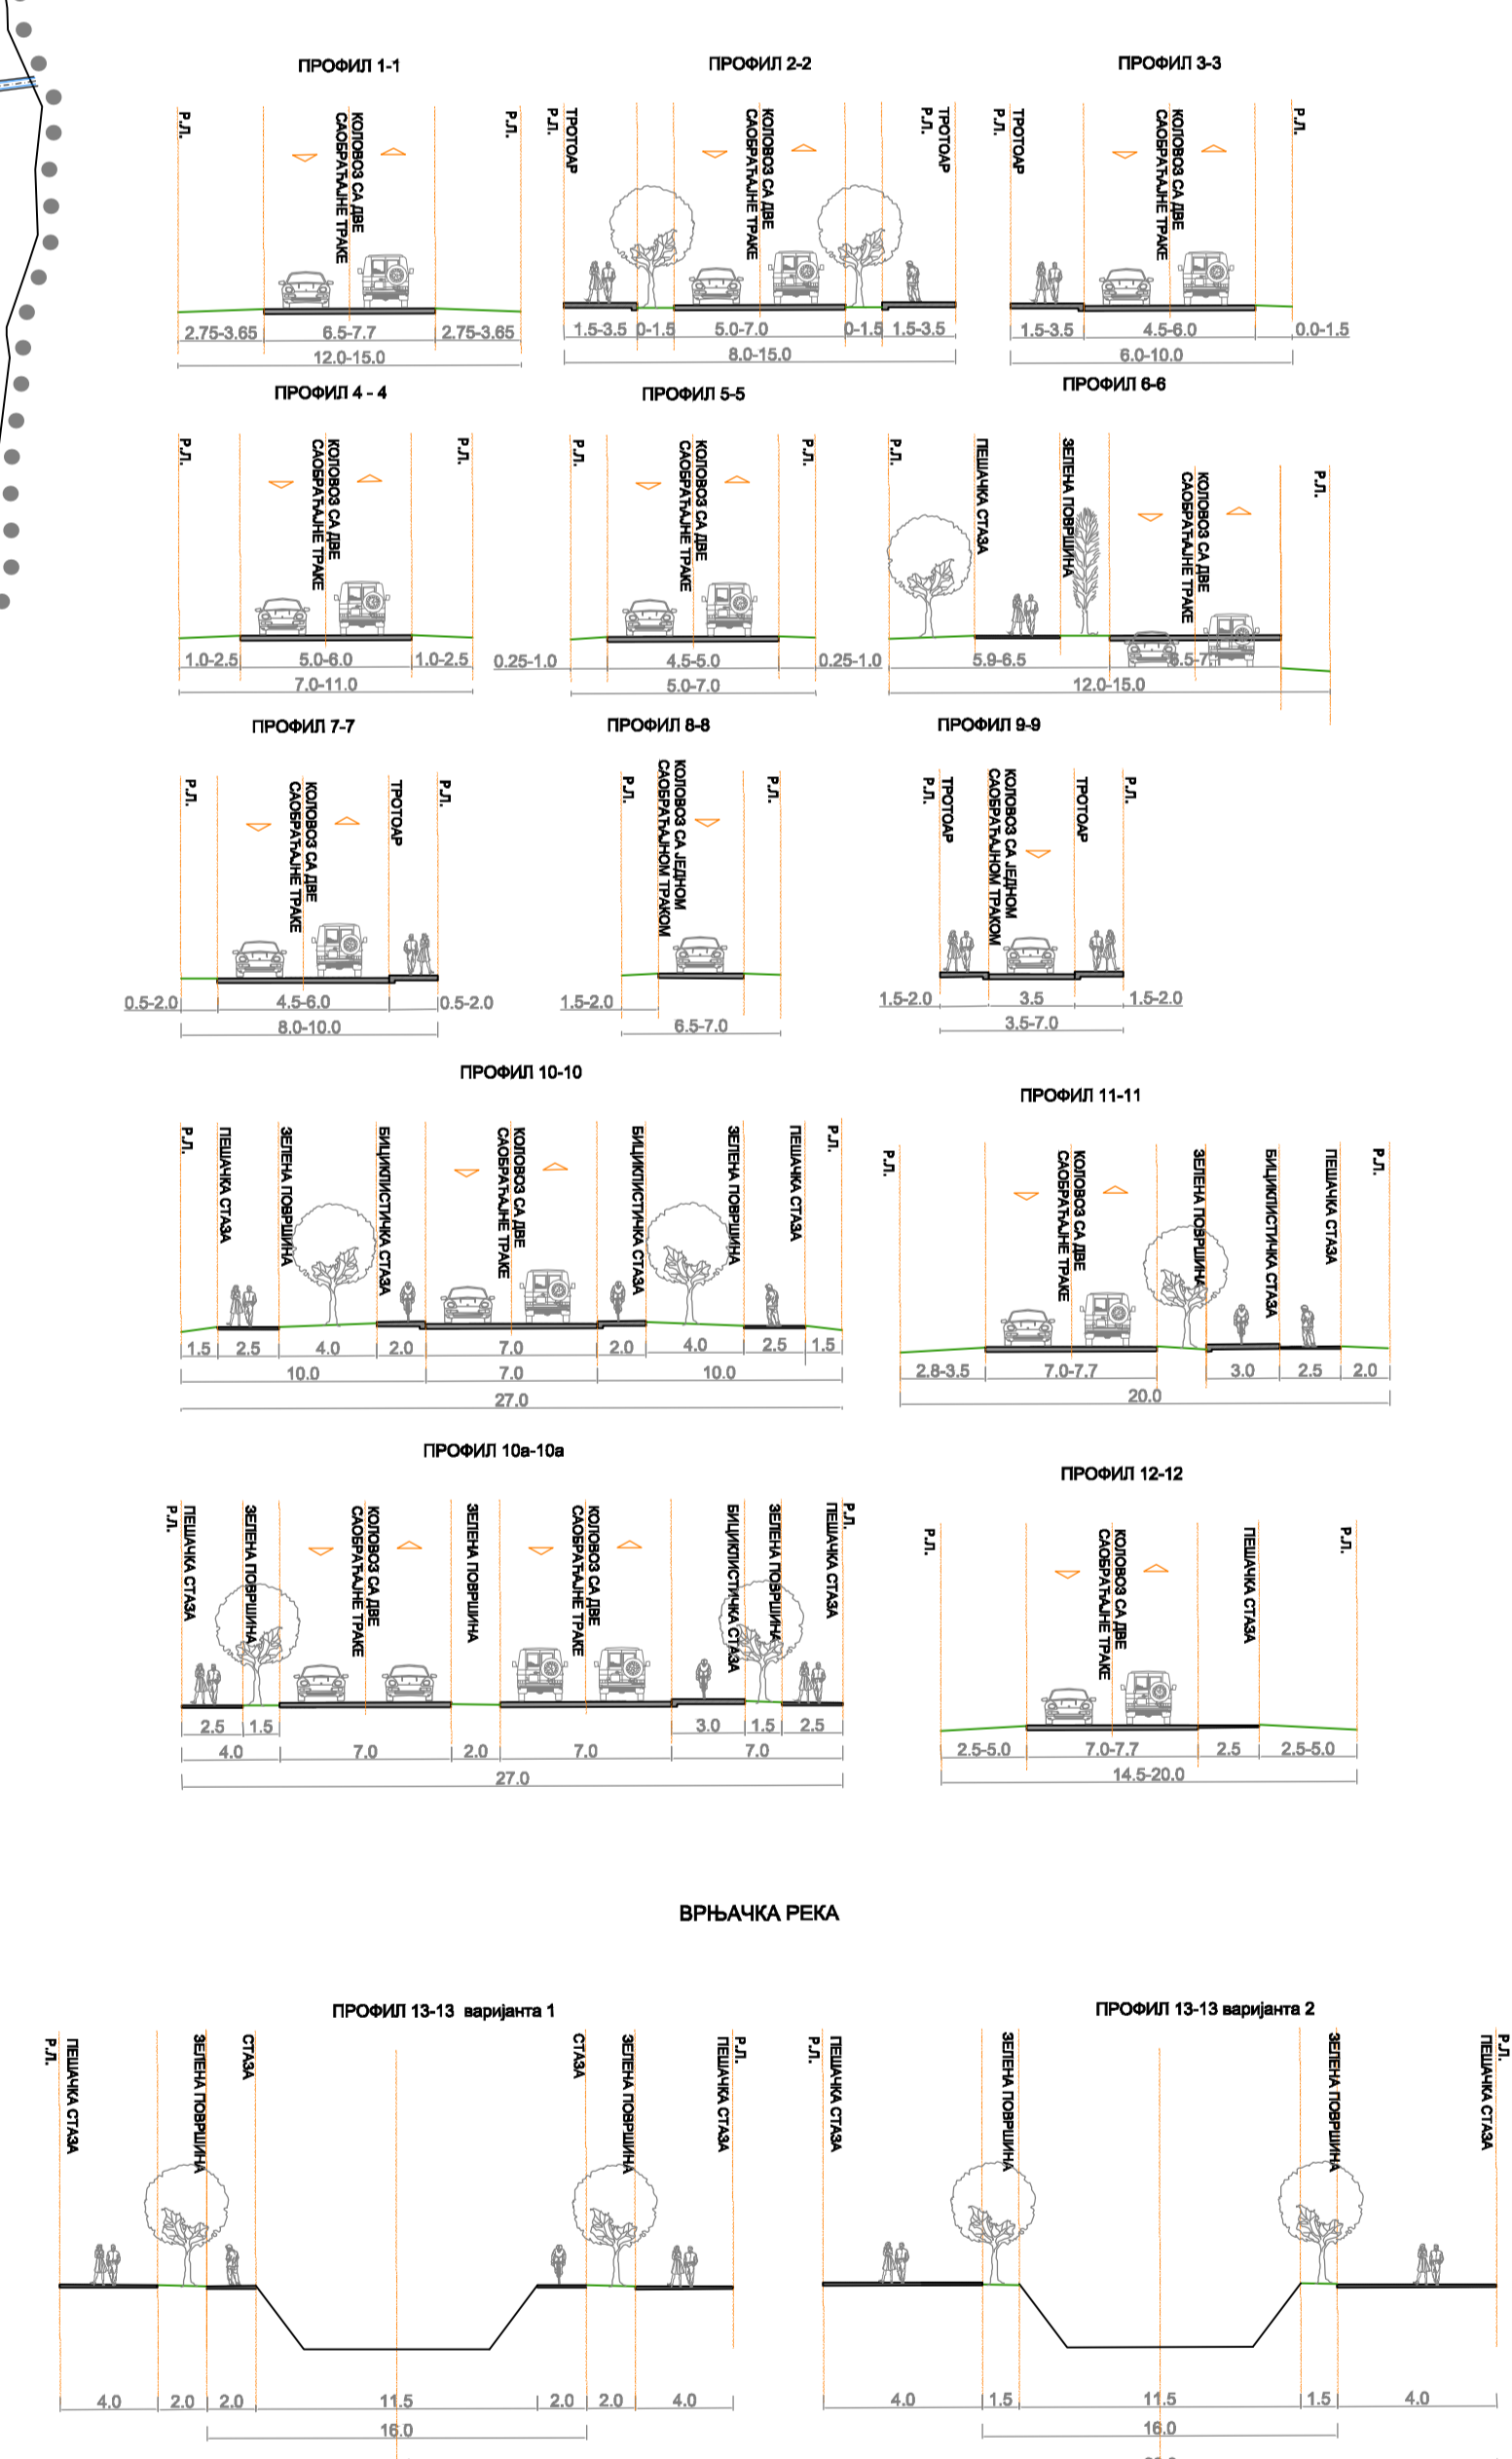 ПРОФИЛ 1-1
Р.Л.
КОЛОВОЗ СА ДВЕ
САОБРАЋАЈНЕ ТРАКЕ
Р.Л.
2.75-3.65
6.5-7.7
2.75-3.65
12.0-15.0
ПРОФИЛ 2-2
ТРОТОАР
Р.Л.
КОЛОВОЗ СА ДВЕ
САОБРАЋАЈНЕ ТРАКЕ
ТРОТОАР
Р.Л.
1.5-3.5
0-1.5
5.0-7.0
0-1.5
1.5-3.5
8.0-15.0
ПРОФИЛ 3-3
ТРОТОАР
Р.Л.
КОЛОВОЗ СА ДВЕ
САОБРАЋАЈНЕ ТРАКЕ
Р.Л.
1.5-3.5
4.5-6.0
0.0-1.5
6.0-10.0
ПРОФИЛ 4 - 4
Р.Л.
КОЛОВОЗ СА ДВЕ
САОБРАЋАЈНЕ ТРАКЕ
Р.Л.
1.0-2.5
5.0-6.0
1.0-2.5
7.0-11.0
ПРОФИЛ 5-5
Р.Л.
КОЛОВОЗ СА ДВЕ
САОБРАЋАЈНЕ ТРАКЕ
Р.Л.
0.25-1.0
4.5-5.0
0.25-1.0
5.0-7.0
ПРОФИЛ 6-6
Р.Л.
ПЕШАЧКА СТАЗА
ЗЕЛЕНА ПОВРШИНА
КОЛОВОЗ СА ДВЕ
САОБРАЋАЈНЕ ТРАКЕ
Р.Л.
5.9-6.5
12.0-15.0
ПРОФИЛ 7-7
Р.Л.
КОЛОВОЗ СА ДВЕ
САОБРАЋАЈНЕ ТРАКЕ
ТРОТОАР
Р.Л.
0.5-2.0
4.5-6.0
0.5-2.0
8.0-10.0
ПРОФИЛ 8-8
Р.Л.
КОЛОВОЗ СА ЈЕДНОМ
САОБРАЋАЈНОМ ТРАКОМ
Р.Л.
1.5-2.0
6.5-7.0
ПРОФИЛ 9-9
ТРОТОАР
Р.Л.
КОЛОВОЗ СА ЈЕДНОМ
САОБРАЋАЈНОМ ТРАКОМ
ТРОТОАР
Р.Л.
1.5-2.0
3.5
1.5-2.0
3.5-7.0
ПРОФИЛ 10-10
Р.Л.
ПЕШАЧКА СТАЗА
ЗЕЛЕНА ПОВРШИНА
БИЦИКЛИСТИЧКА СТАЗА
КОЛОВОЗ СА ДВЕ
САОБРАЋАЈНЕ ТРАКЕ
БИЦИКЛИСТИЧКА СТАЗА
ЗЕЛЕНА ПОВРШИНА
ПЕШАЧКА СТАЗА
Р.Л.
1.5
2.5
4.0
2.0
7.0
2.0
4.0
2.5
1.5
10.0
7.0
10.0
27.0
ПРОФИЛ 11-11
Р.Л.
КОЛОВОЗ СА ДВЕ
САОБРАЋАЈНЕ ТРАКЕ
ЗЕЛЕНА ПОВРШИНА
БИЦИКЛИСТИЧКА СТАЗА
ПЕШАЧКА СТАЗА
Р.Л.
2.8-3.5
7.0-7.7
3.0
2.5
2.0
20.0
ПРОФИЛ 10а-10а
ПЕШАЧКА СТАЗА
Р.Л.
ЗЕЛЕНА ПОВРШИНА
КОЛОВОЗ СА ДВЕ
САОБРАЋАЈНЕ ТРАКЕ
ЗЕЛЕНА ПОВРШИНА
КОЛОВОЗ СА ДВЕ
САОБРАЋАЈНЕ ТРАКЕ
БИЦИКЛИСТИЧКА СТАЗА
ЗЕЛЕНА ПОВРШИНА
Р.Л.
ПЕШАЧКА СТАЗА
2.5
1.5
3.0
1.5
2.5
4.0
7.0
2.0
7.0
7.0
27.0
ПРОФИЛ 12-12
Р.Л.
КОЛОВОЗ СА ДВЕ
САОБРАЋАЈНЕ ТРАКЕ
ПЕШАЧКА СТАЗА
Р.Л.
2.5-5.0
7.0-7.7
2.5
2.5-5.0
14.5-20.0
ВРЊАЧКА РЕКА
ПРОФИЛ 13-13 варијанта 1
ПЕШАЧКА СТАЗА
Р.Л.
ЗЕЛЕНА ПОВРШИНА
СТАЗА
СТАЗА
ЗЕЛЕНА ПОВРШИНА
Р.Л.
ПЕШАЧКА СТАЗА
4.0
2.0
2.0
11.5
2.0
2.0
4.0
16.0
ПРОФИЛ 13-13 варијанта 2
ПЕШАЧКА СТАЗА
Р.Л.
ЗЕЛЕНА ПОВРШИНА
ЗЕЛЕНА ПОВРШИНА
Р.Л.
ПЕШАЧКА СТАЗА
4.0
1.5
11.5
1.5
4.0
16.0